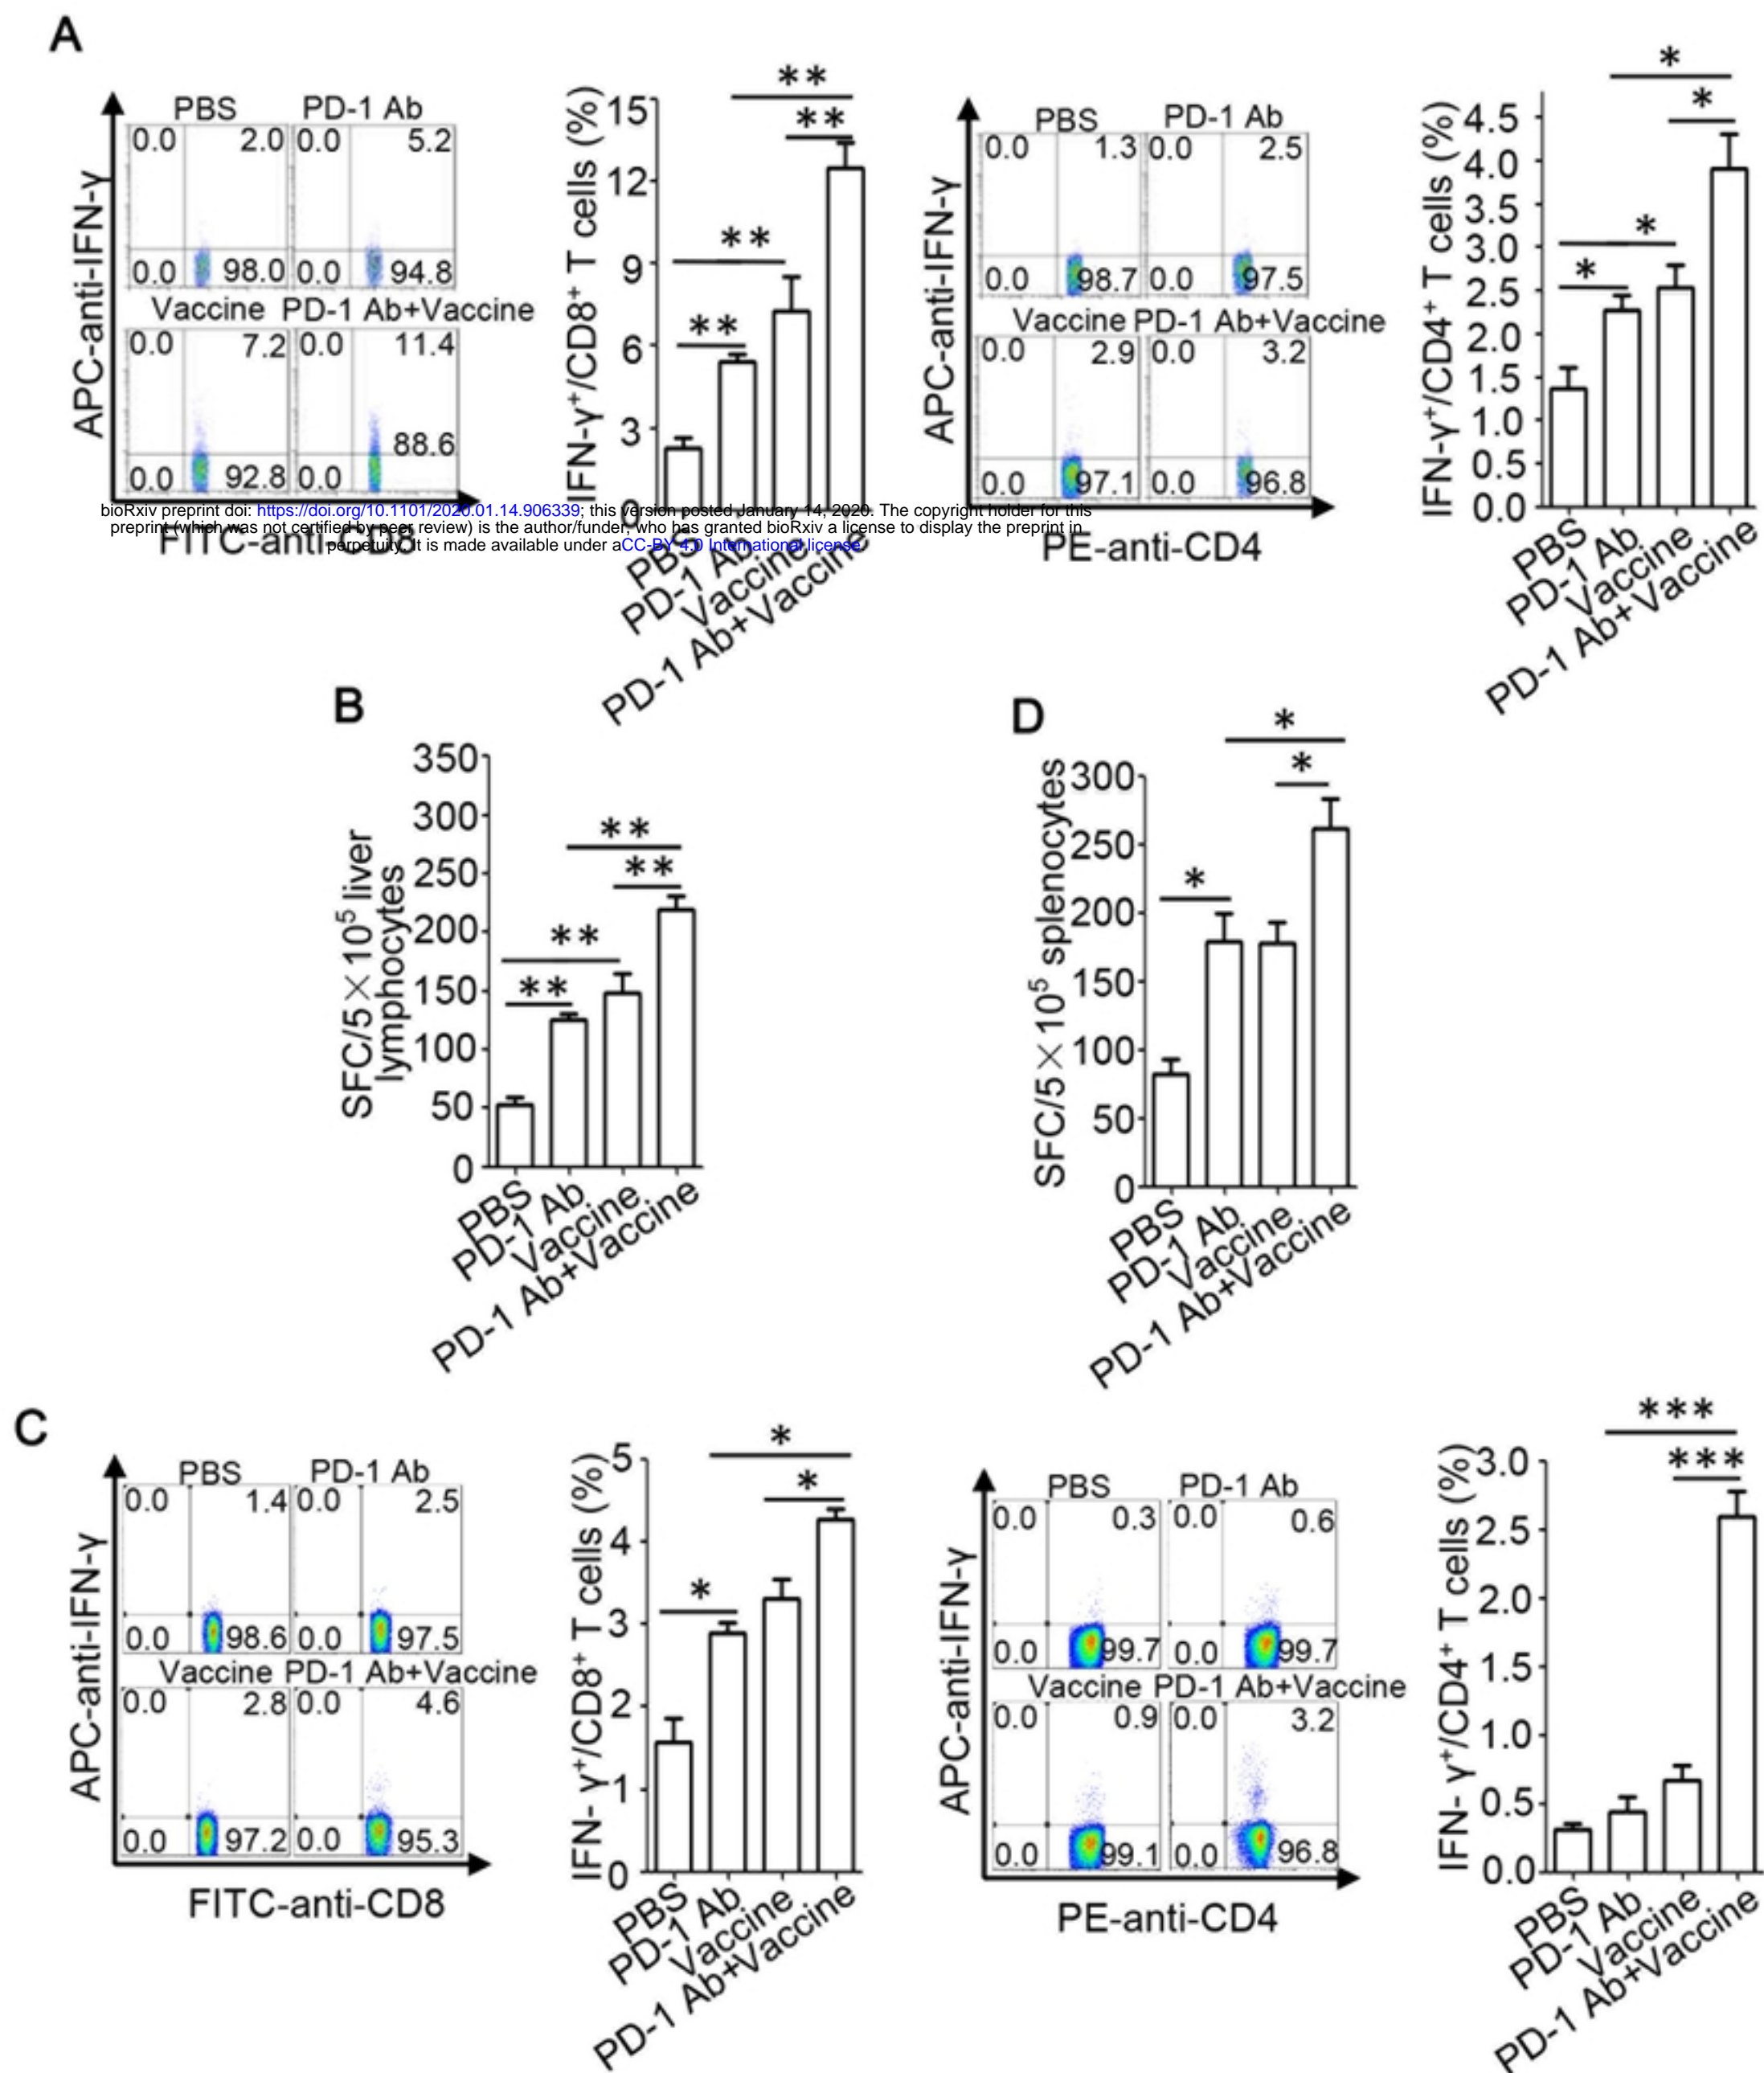 A
PBS PD-1 Ab
0.0 2.0 0.0 5.2
0.0 98.0 0.0 94.8
Vaccine PD-1 Ab+Vaccine
0.0 7.2 0.0 11.4
88.6
0.0 92.8 0.0
APC-anti-IFN-γ
FITC-anti-CD8
IFN-γ+/CD8+ T cells (%)
**
**
**
**
15
12
9
6
3
0
PBS
PD-1 Ab
Vaccine
PD-1 Ab+Vaccine
PBS PD-1 Ab
0.0 1.3 0.0 2.5
0.0 98.7 0.0 97.5
Vaccine PD-1 Ab+Vaccine
0.0 2.9 0.0 3.2
0.0 97.1 0.0 96.8
APC-anti-IFN-γ
PE-anti-CD4
IFN-γ+/CD4+ T cells (%)
*
*
*
*
4.5
4.0
3.5
3.0
2.5
2.0
1.5
1.0
0.5
0.0
PBS
PD-1 Ab
Vaccine
PD-1 Ab+Vaccine
bioRxiv preprint doi: https://doi.org/10.1101/2020.01.14.906339; this version posted January 14, 2020. The copyright holder for this
preprint (which was not certified by peer review) is the author/funder, who has granted bioRxiv a license to display the preprint in
perpetuity. It is made available under aCC-BY 4.0 International license.
B
SFC/5×10⁵ liver
lymphocytes
350
300
250
200
150
100
50
0
**
**
**
**
PBS
PD-1 Ab
Vaccine
PD-1 Ab+Vaccine
D
SFC/5×10⁵ splenocytes
300
250
200
150
100
50
0
*
*
*
PBS
PD-1 Ab
Vaccine
PD-1 Ab+Vaccine
C
PBS PD-1 Ab
0.0 1.4 0.0 2.5
0.0 98.6 0.0 97.5
Vaccine PD-1 Ab+Vaccine
0.0 2.8 0.0 4.6
0.0 97.2 0.0 95.3
APC-anti-IFN-γ
FITC-anti-CD8
IFN- γ+/CD8+ T cells (%)
5
4
3
2
1
0
*
*
*
PBS
PD-1 Ab
Vaccine
PD-1 Ab+Vaccine
PBS PD-1 Ab
0.0 0.3 0.0 0.6
0.0 99.7 0.0 99.7
Vaccine PD-1 Ab+Vaccine
0.0 0.9 0.0 3.2
0.0 99.1 0.0 96.8
APC-anti-IFN-γ
PE-anti-CD4
IFN- γ+/CD4+ T cells (%)
3.0
2.5
2.0
1.5
1.0
0.5
0.0
***
***
PBS
PD-1 Ab
Vaccine
PD-1 Ab+Vaccine